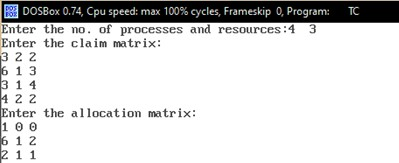 DOS BOX DOSBox 0.74, Cpu speed: max 100% cycles, Frameskip 0, Program: TC
Enter the no. of processes and resources:4 3
Enter the claim matrix:
3 2 2
6 1 3
3 1 4
4 2 2
Enter the allocation matrix:
1 0 0
6 1 2
2 1 1